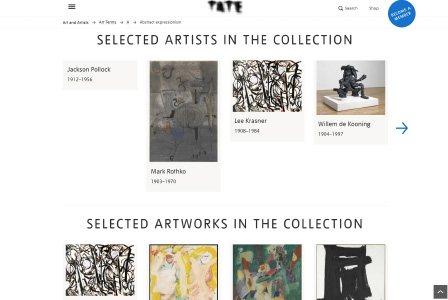 TATE
Search
Shop
BECOME A
MEMBER
Art and Artists → Art Terms → A → Abstract expressionism
SELECTED ARTISTS IN THE COLLECTION
Jackson Pollock
1912–1956
Mark Rothko
1903–1970
Lee Krasner
1908–1984
Willem de Kooning
1904–1997
SELECTED ARTWORKS IN THE COLLECTION